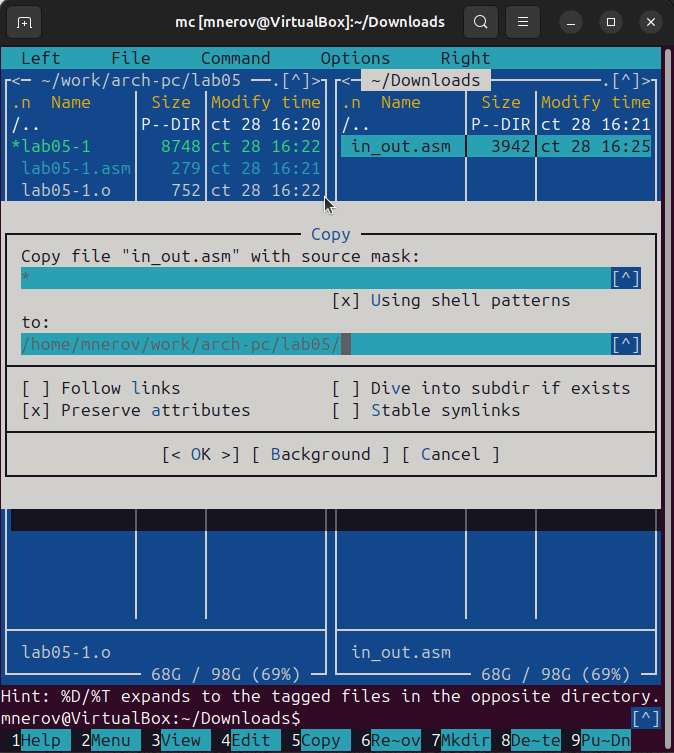 mc [mnerov@VirtualBox]:~/Downloads
Left File Command Options Right
<─ ~/work/arch-pc/lab05 ──.[^]>
.n Name Size Modify time
/.. P--DIR ct 28 16:20
*lab05-1 8748 ct 28 16:22
lab05-1.asm 279 ct 28 16:21
lab05-1.o 752 ct 28 16:22
<─ ~/Downloads .[^]>
.n Name Size Modify time
/.. P--DIR ct 28 16:21
in_out.asm 3942 ct 28 16:25
Copy
Copy file "in_out.asm" with source mask:
* [^]
[x] Using shell patterns
to:
/home/mnerov/work/arch-pc/lab05/ [^]
[ ] Follow links [ ] Dive into subdir if exists
[x] Preserve attributes [ ] Stable symlinks
[< OK >] [ Background ] [ Cancel ]
lab05-1.o
68G / 98G (69%)
in_out.asm
68G / 98G (69%)
Hint: %D/%T expands to the tagged files in the opposite directory.
mnerov@VirtualBox:~/Downloads$ [^]
1Help 2Menu 3View 4Edit 5Copy 6Re~ov 7Mkdir 8De~te 9Pu~Dn